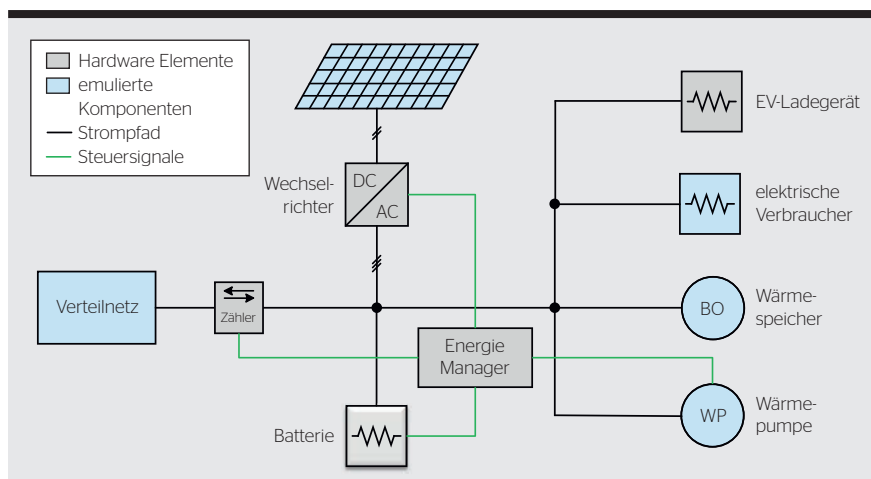 Hardware Elemente
emulierte
Komponenten
Strompfad
Steuersignale
Wechsel-
richter
DC
AC
EV-Ladegerät
elektrische
Verbraucher
Verteilnetz
Zähler
BO
Wärme-
speicher
Energie
Manager
WP
Wärme-
pumpe
Batterie